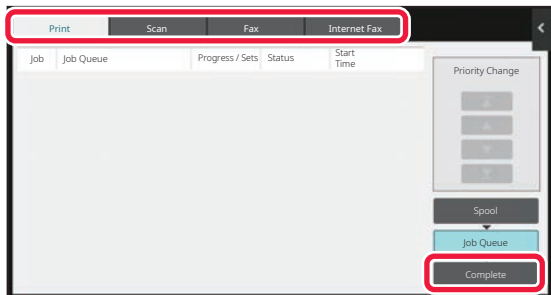 Print Scan Fax Internet Fax
Job Job Queue Progress / Sets Status Start Time
Priority Change
Spool
Job Queue
Complete